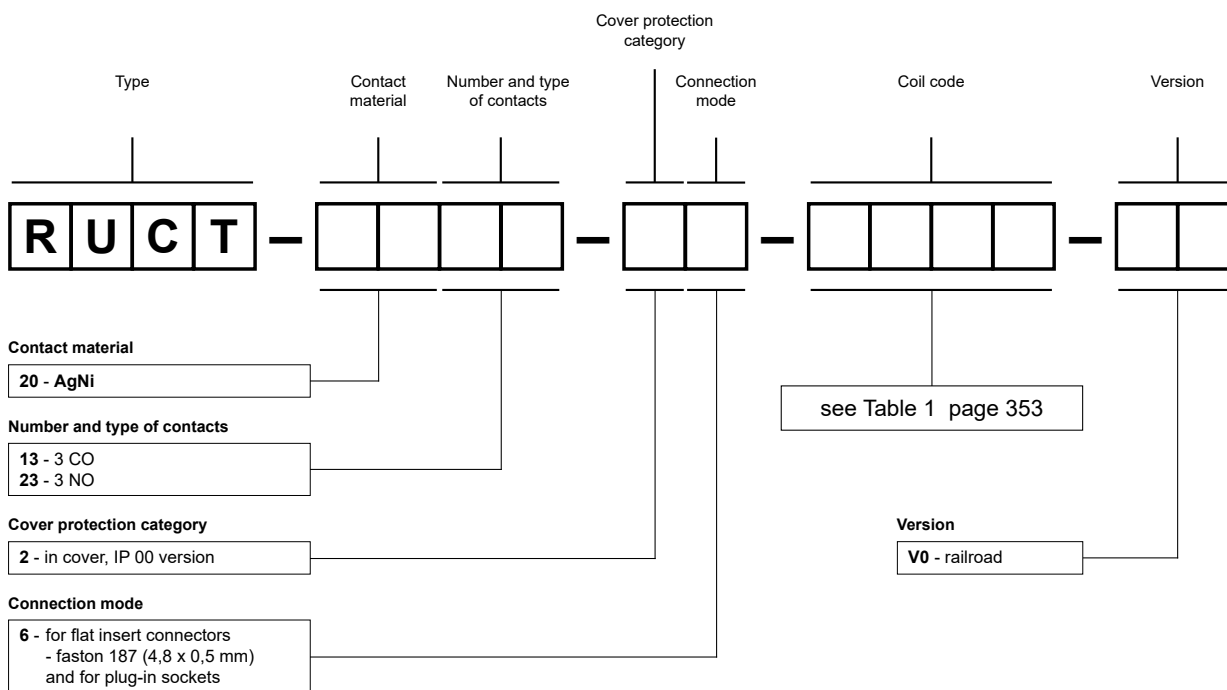 Cover protection
category
Type
Contact
material
Number and type
of contacts
Connection
mode
Coil code
Version
R U C T – – – –
Contact material
20 - AgNi
see Table 1 page 353
Number and type of contacts
13 - 3 CO
23 - 3 NO
Cover protection category
2 - in cover, IP 00 version
Version
V0 - railroad
Connection mode
6 - for flat insert connectors
- faston 187 (4,8 x 0,5 mm)
and for plug-in sockets